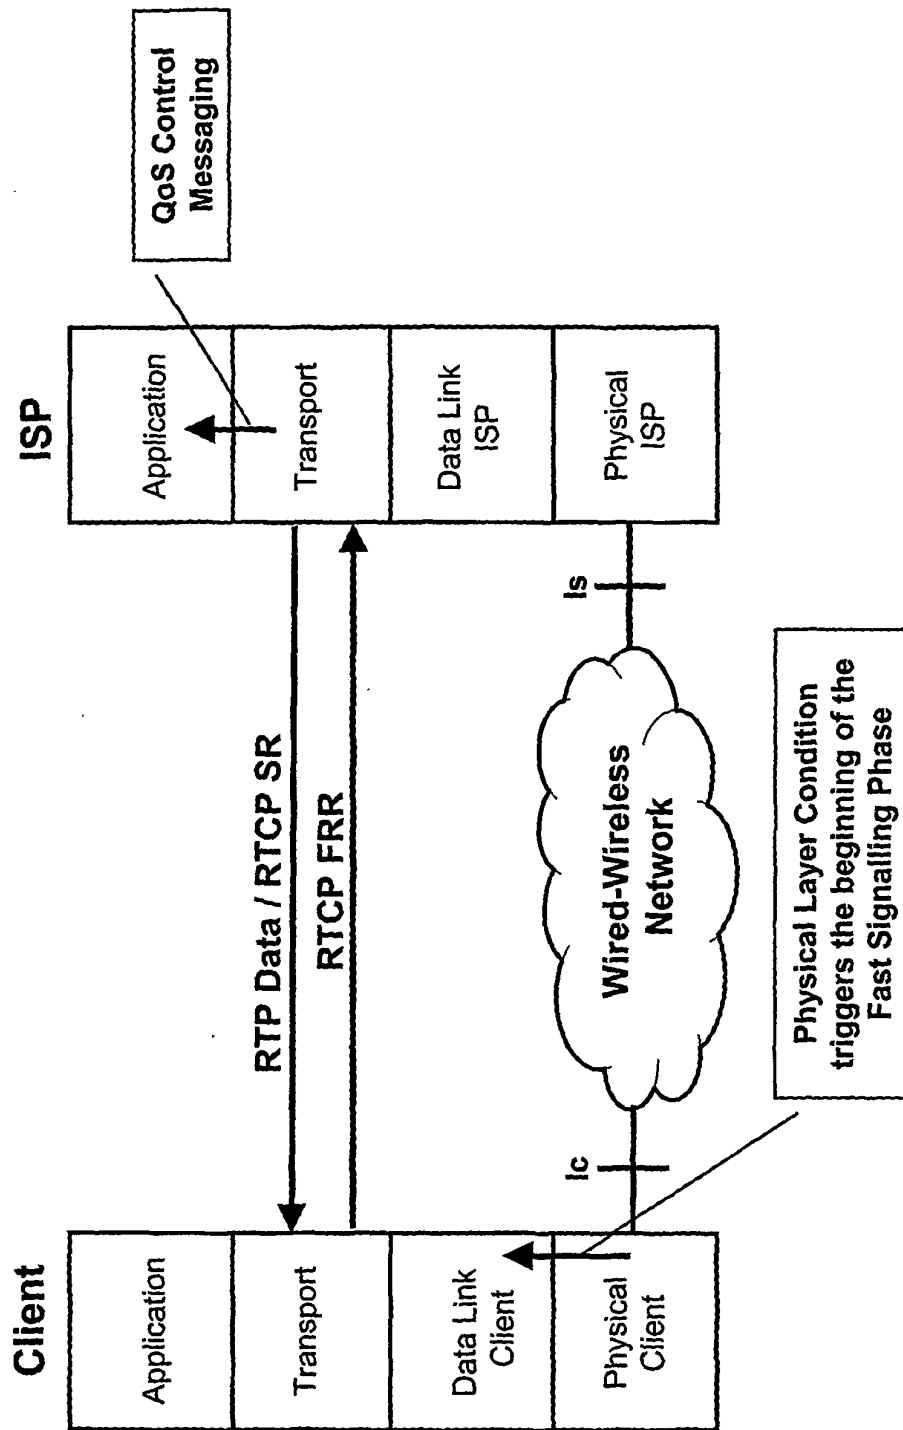 Client
Application
Transport
Data Link
Client
Physical
Client
RTP Data / RTCP SR
RTCP FRR
Ic
Wired-Wireless
Network
Is
Physical Layer Condition
triggers the beginning of the
Fast Signalling Phase
ISP
Application
Transport
Data Link
ISP
Physical
ISP
QoS Control
Messaging